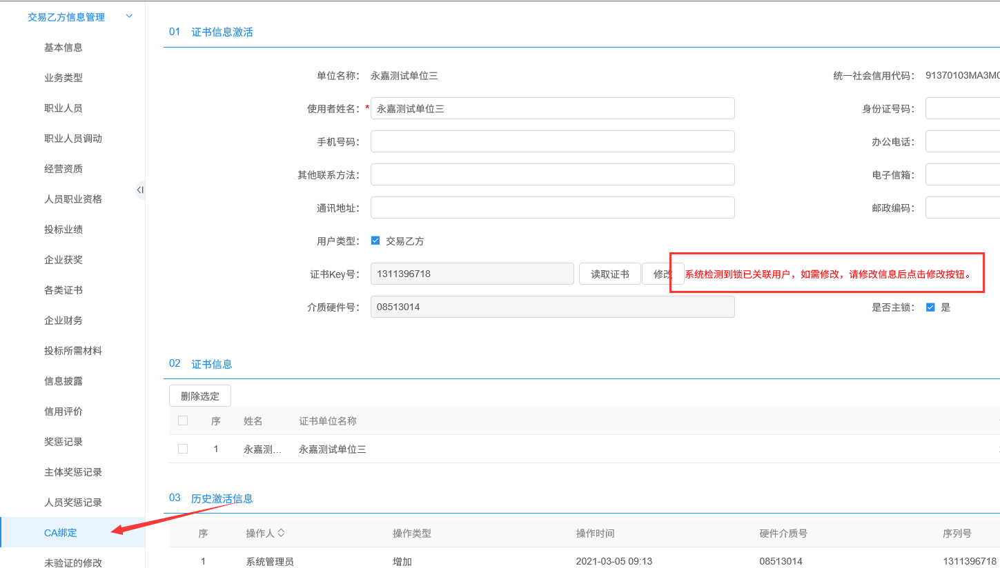 交易乙方信息管理
基本信息
业务类型
职业人员
职业人员调动
经营资质
人员职业资格
投标业绩
企业获奖
各类证书
企业财务
投标所需材料
信息披露
信用评价
奖惩记录
主体奖惩记录
人员奖惩记录
CA绑定
未验证的修改
01 证书信息激活
单位名称： 永嘉测试单位三 统一社会信用代码： 91370103MA3M0
使用者姓名：* 永嘉测试单位三 身份证号码：
手机号码： 办公电话：
其他联系方法： 电子信箱：
通讯地址： 邮政编码：
用户类型： 交易乙方
证书Key号： 1311396718 读取证书 修改 系统检测到锁已关联用户，如需修改，请修改信息后点击修改按钮。
介质硬件号： 08513014 是否主锁： 是
02 证书信息
删除选定
序 姓名 证书单位名称
1 永嘉测... 永嘉测试单位三
03 历史激活信息
序 操作人 操作类型 操作时间 硬件介质号 序列号
1 系统管理员 增加 2021-03-05 09:13 08513014 1311396718